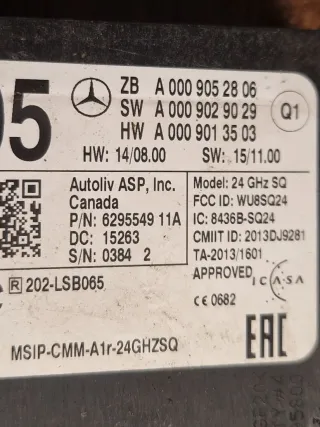 05
ZB A 000 905 28 06
SW A 000 902 90 29
HW A 000 901 35 03
Q1
HW: 14/08.00 SW: 15/11.00
Autoliv ASP, Inc.
Canada
P/N: 6295549 11A
DC: 15263
S/N: 0384 2
Model: 24 GHz SQ
FCC ID: WU8SQ24
IC: 8436B-SQ24
CMIIT ID: 2013DJ9281
TA-2013/1601
APPROVED
ICASA
R 202-LSB065
CE 0682
EAC
MSIP-CMM-A1r-24GHZSQ